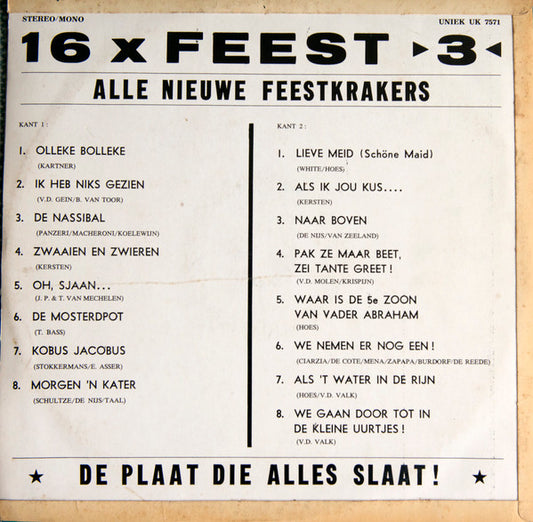 STEREO/MONO
UNIEK UK 7571
16 x FEEST ►3◄
ALLE NIEUWE FEESTKRAKERS
KANT 1 :
1. OLLEKE BOLLEKE
(KARTNER)
2. IK HEB NIKS GEZIEN
(V.D. GEIN/B. VAN TOOR)
3. DE NASSIBAL
(PANZERI/MACHERONI/KOELEWIJN)
4. ZWAAIEN EN ZWIEREN
(KERSTEN)
5. OH, SJAAN...
(J. P. & T. VAN MECHELEN)
6. DE MOSTERDPOT
(T. BASS)
7. KOBUS JACOBUS
(STOKKERMANS/E. ASSER)
8. MORGEN 'N KATER
(SCHULTZE/DE NIJS/TAAL)
KANT 2 :
1. LIEVE MEID (Schöne Maid)
(WHITE/HOES)
2. ALS IK JOU KUS....
(KERSTEN)
3. NAAR BOVEN
(DE NIJS/VAN ZEELAND)
4. PAK ZE MAAR BEET,
ZEI TANTE GREET!
(V.D. MOLEN/KRISPIJN)
5. WAAR IS DE 5e ZOON
VAN VADER ABRAHAM
(HOES)
6. WE NEMEN ER NOG EEN!
(CIARZIA/DE COTE/MENA/ZAPAPA/BURDORF/DE REEDE)
7. ALS 'T WATER IN DE RIJN
(HOES/V.D. VALK)
8. WE GAAN DOOR TOT IN
DE KLEINE UURTJES!
(V.D. VALK)
★ DE PLAAT DIE ALLES SLAAT! ★